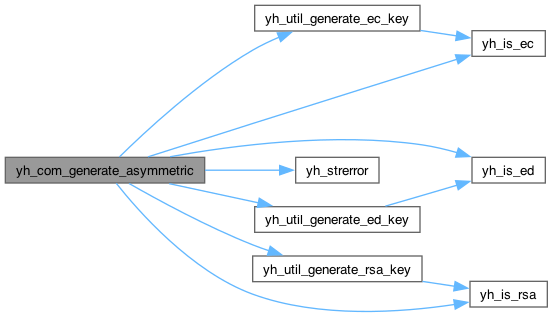 yh_util_generate_ec_key
yh_is_ec
yh_com_generate_asymmetric
yh_strerror
yh_is_ed
yh_util_generate_ed_key
yh_util_generate_rsa_key
yh_is_rsa